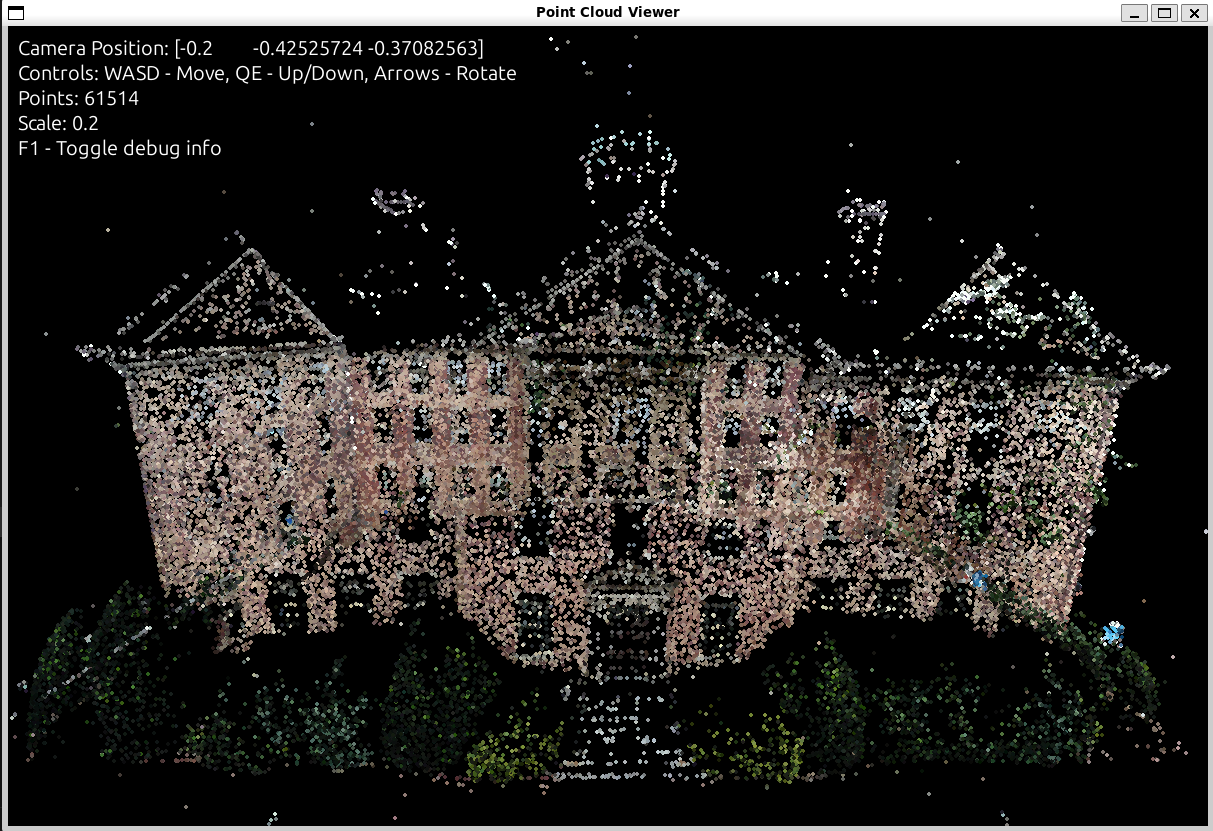 Point Cloud Viewer
Camera Position: [-0.2 -0.42525724 -0.37082563]
Controls: WASD - Move, QE - Up/Down, Arrows - Rotate
Points: 61514
Scale: 0.2
F1 - Toggle debug info